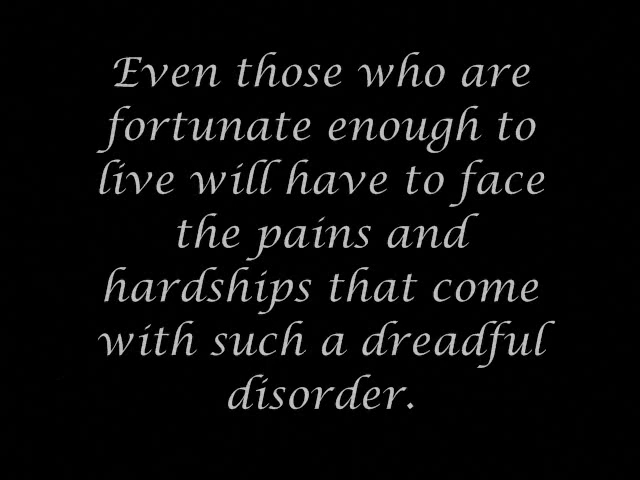 Even those who are
fortunate enough to
live will have to face
the pains and
hardships that come
with such a dreadful
disorder.